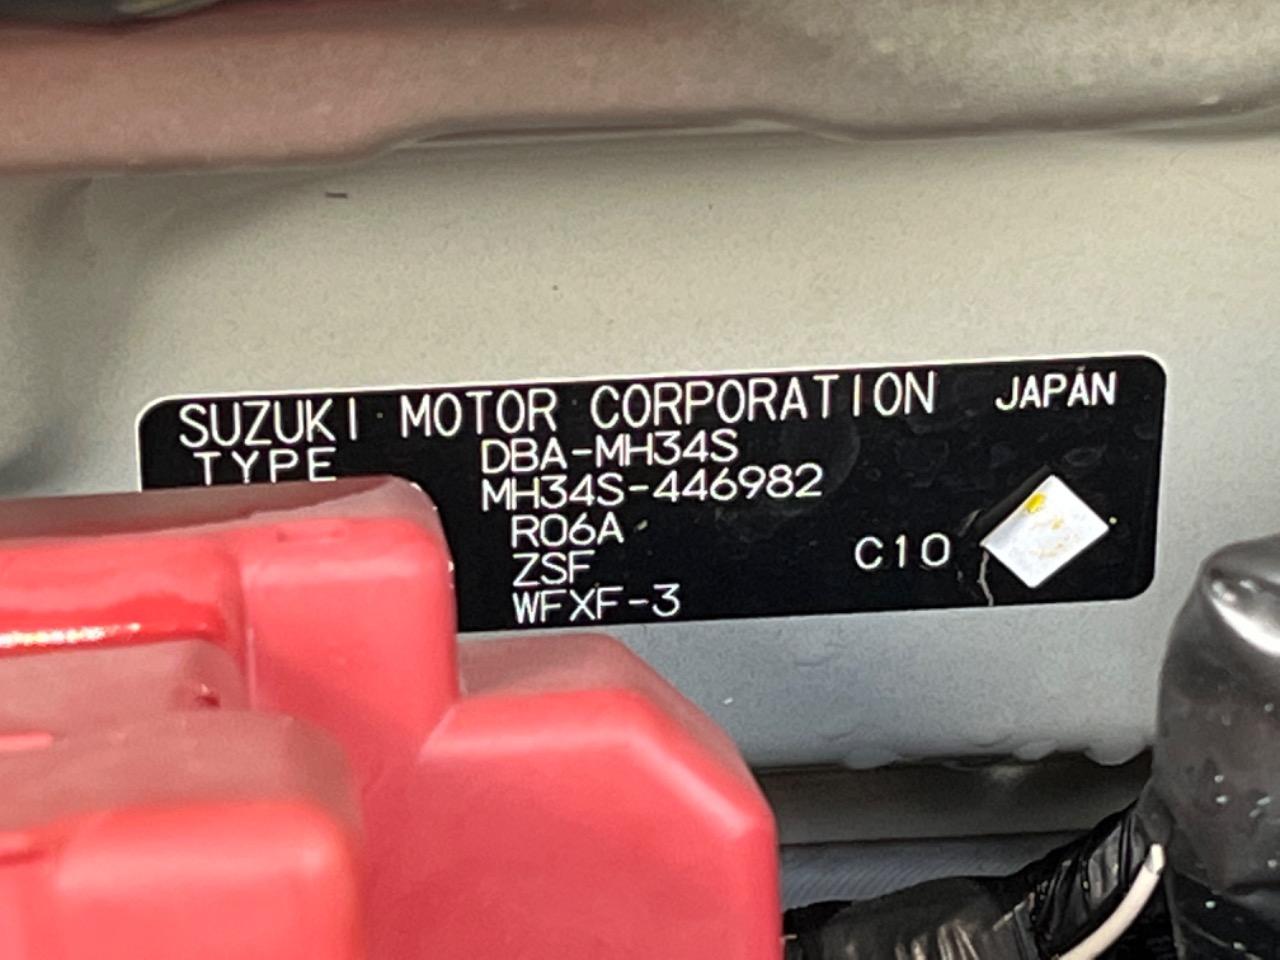 SUZUKI MOTOR CORPORATION JAPAN
TYPE DBA-MH34S
MH34S-446982
R06A
ZSF C10
WFXF-3